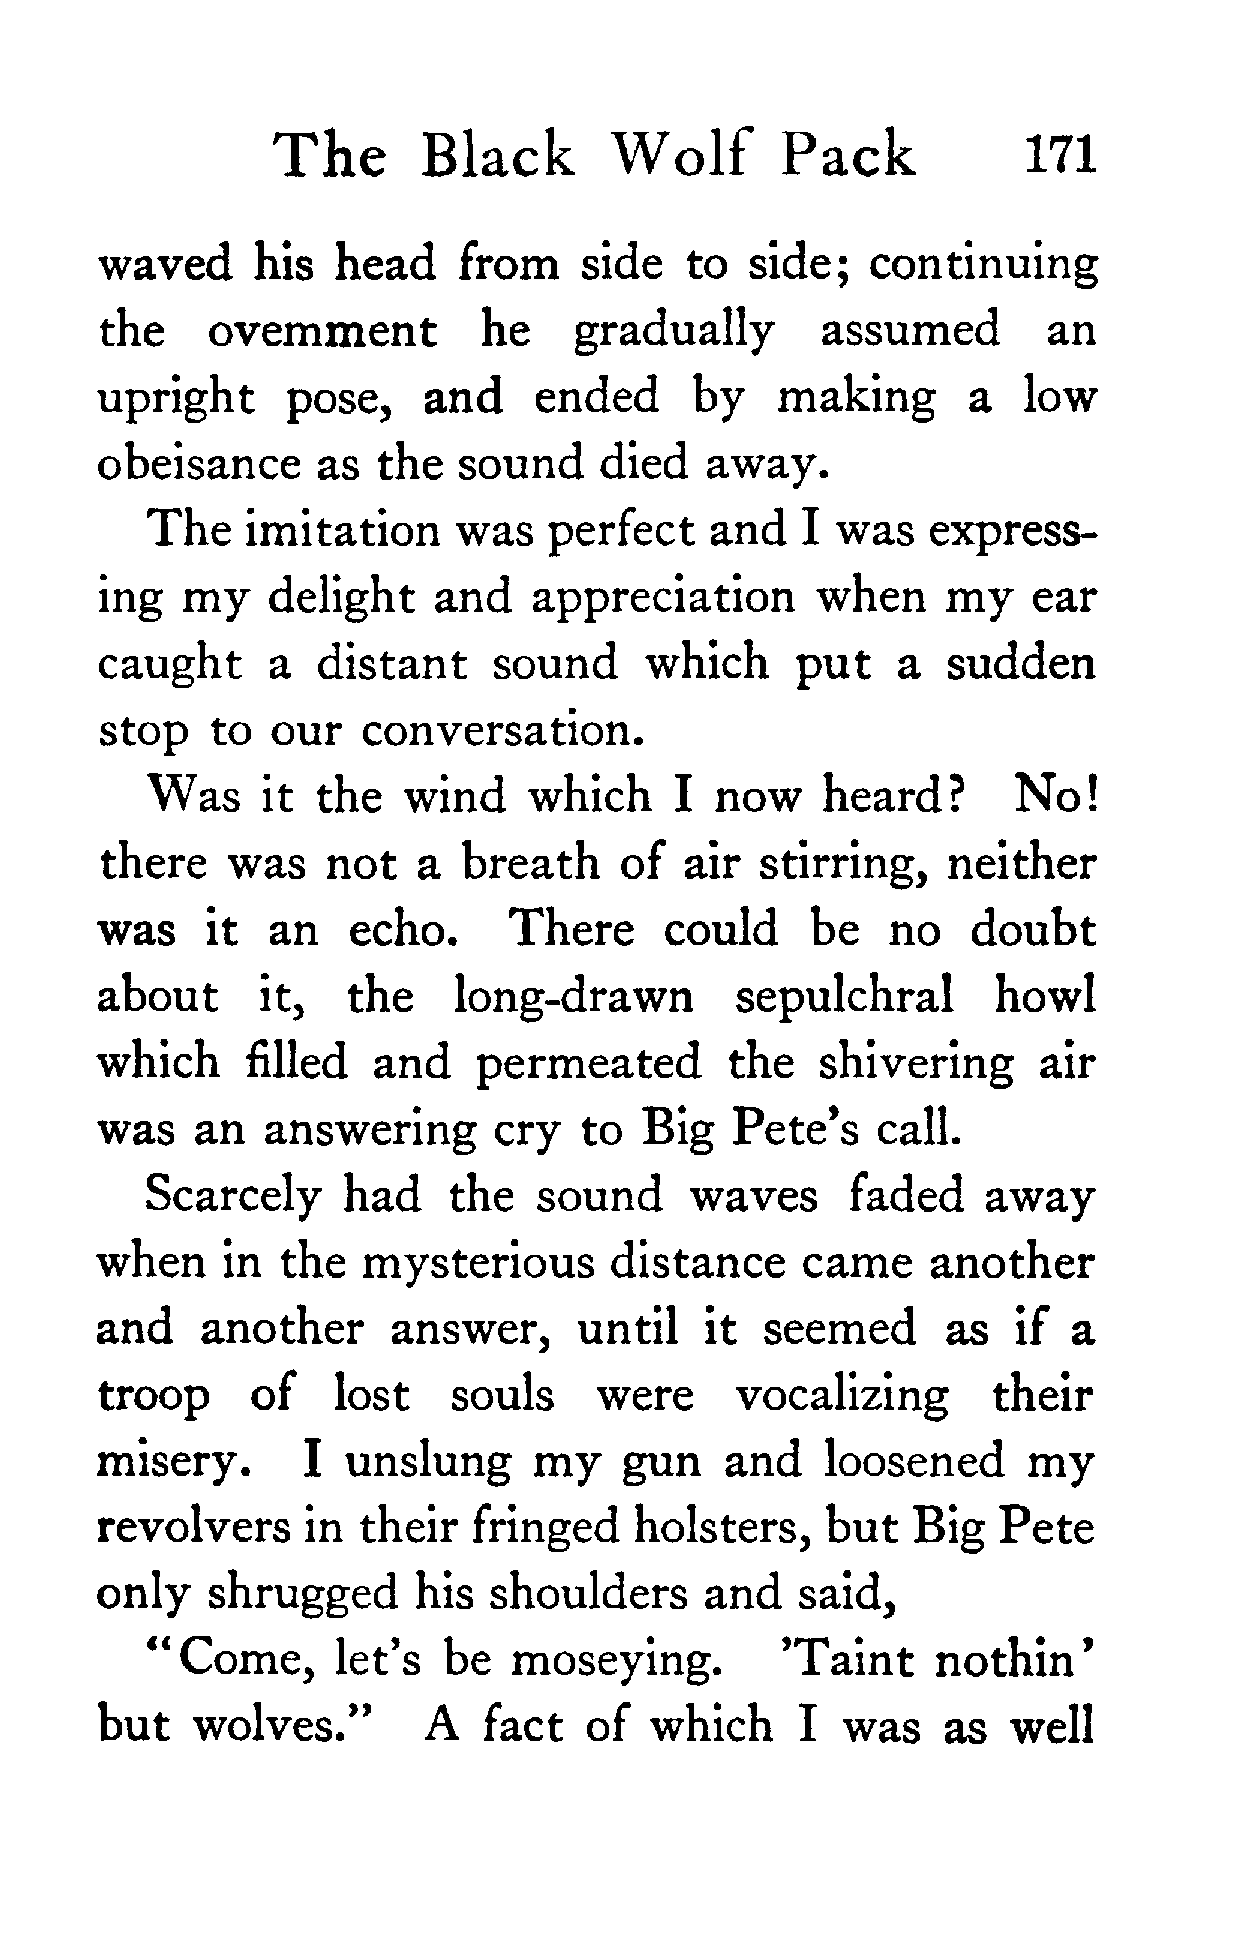 The Black Wolf Pack 171
waved his head from side to side; continuing
the ovemment he gradually assumed an
upright pose, and ended by making a low
obeisance as the sound died away.
The imitation was perfect and I was express-
ing my delight and appreciation when my ear
caught a distant sound which put a sudden
stop to our conversation.
Was it the wind which I now heard? No!
there was not a breath of air stirring, neither
was it an echo. There could be no doubt
about it, the long-drawn sepulchral howl
which filled and permeated the shivering air
was an answering cry to Big Pete's call.
Scarcely had the sound waves faded away
when in the mysterious distance came another
and another answer, until it seemed as if a
troop of lost souls were vocalizing their
misery. I unslung my gun and loosened my
revolvers in their fringed holsters, but Big Pete
only shrugged his shoulders and said,
"Come, let's be moseying. 'Taint nothin'
but wolves." A fact of which I was as well